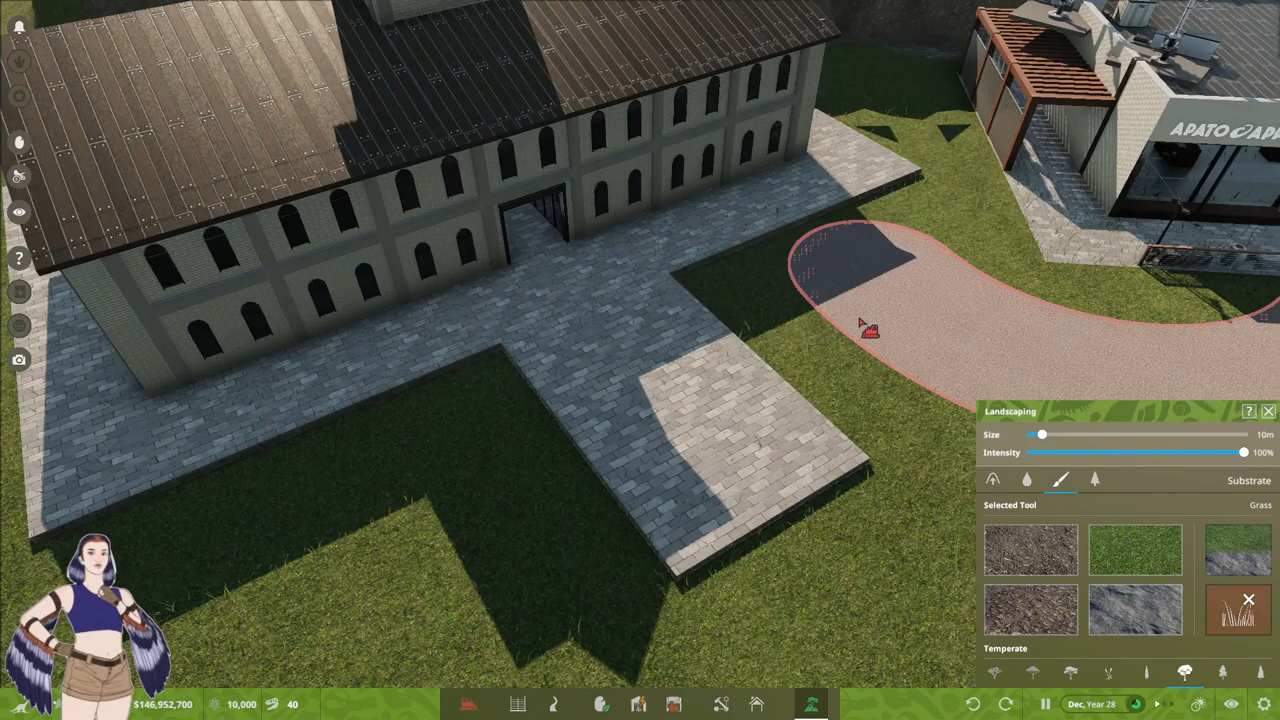 APATO
Landscaping
?
Size
10m
Intensity
100%
Substrate
Selected Tool
Grass
Temperate
?
$146,952,700
10,000
40
Dec, Year 28